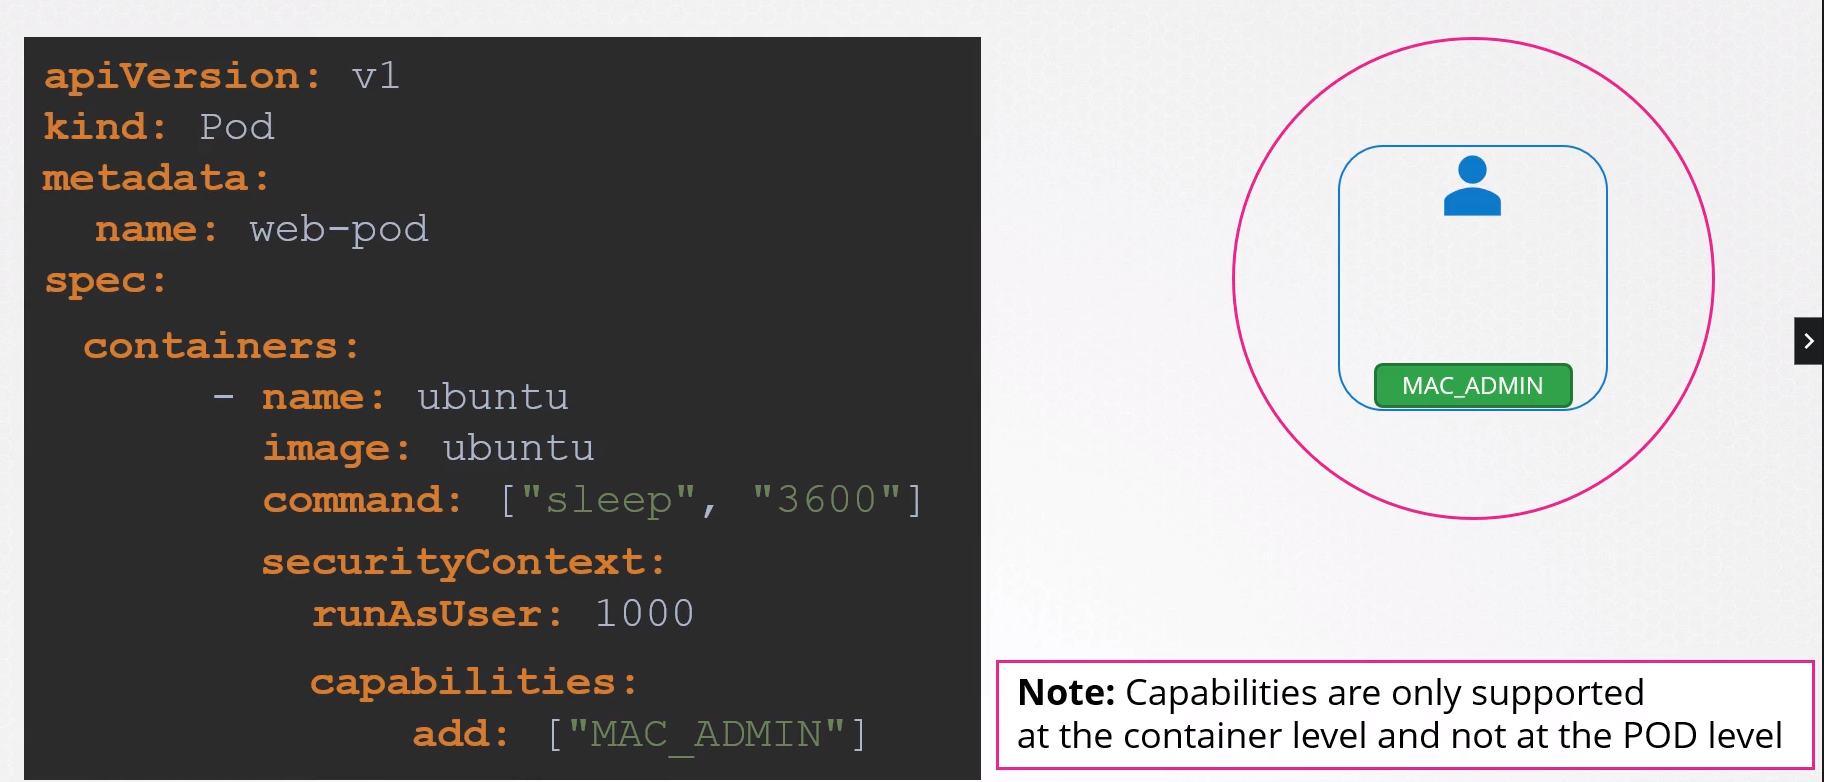 apiVersion: v1
kind: Pod
metadata:
  name: web-pod
spec:
  containers:
      - name: ubuntu
        image: ubuntu
        command: ["sleep", "3600"]
        securityContext:
          runAsUser: 1000
          capabilities:
              add: ["MAC_ADMIN"]
MAC_ADMIN
Note: Capabilities are only supported
at the container level and not at the POD level